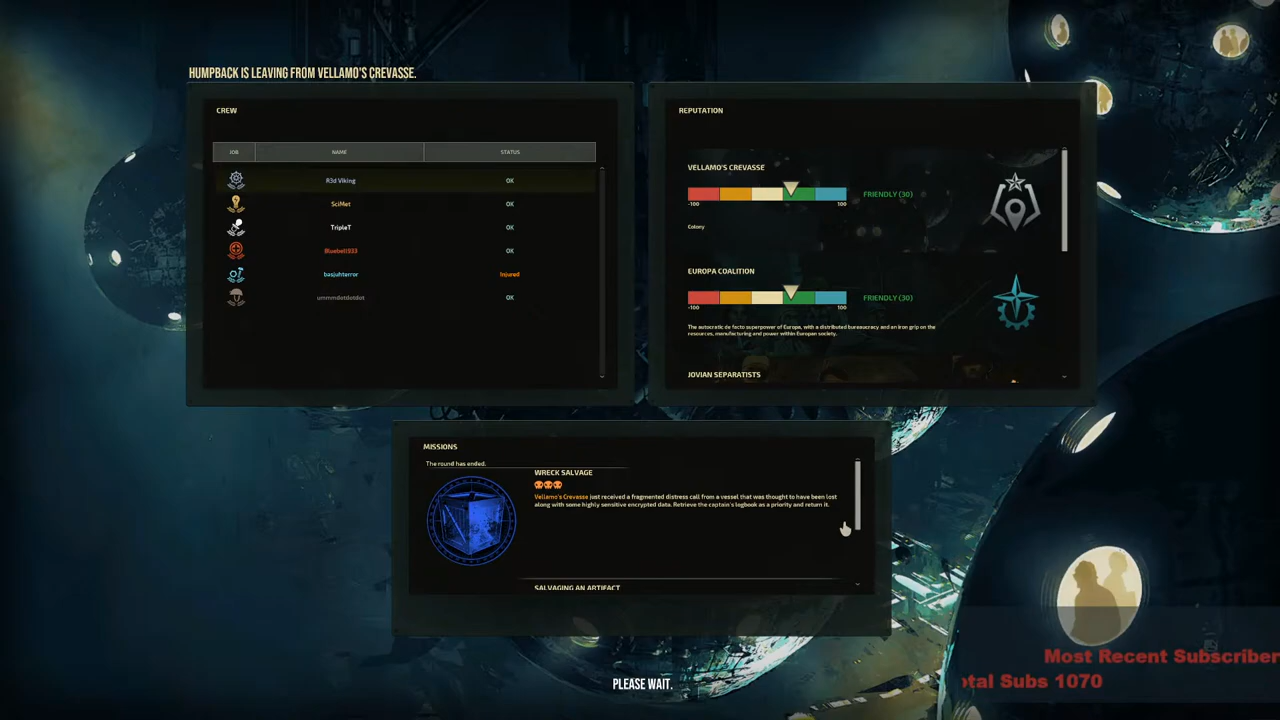 HUMPBACK IS LEAVING FROM VELLAMO'S CREVASSE.
CREW
JOB NAME STATUS
R3d Viking OK
SciMet OK
TripleT OK
Bluebell933 OK
basjuhterror Injured
ummmdotdotdot OK
REPUTATION
VELLAMO'S CREVASSE
FRIENDLY (30)
-100 100
Colony
EUROPA COALITION
FRIENDLY (30)
-100 100
The autocratic de facto superpower of Europa, with a distributed bureaucracy and an iron grip on the
resources, manufacturing and power within Europan society.
JOVIAN SEPARATISTS
MISSIONS
The round has ended.
WRECK SALVAGE
Vellamo's Crevasse just received a fragmented distress call from a vessel that was thought to have been lost
along with some highly sensitive encrypted data. Retrieve the captain's logbook as a priority and return it.
SALVAGING AN ARTIFACT
Most Recent Subscriber
otal Subs 1070
PLEASE WAIT.